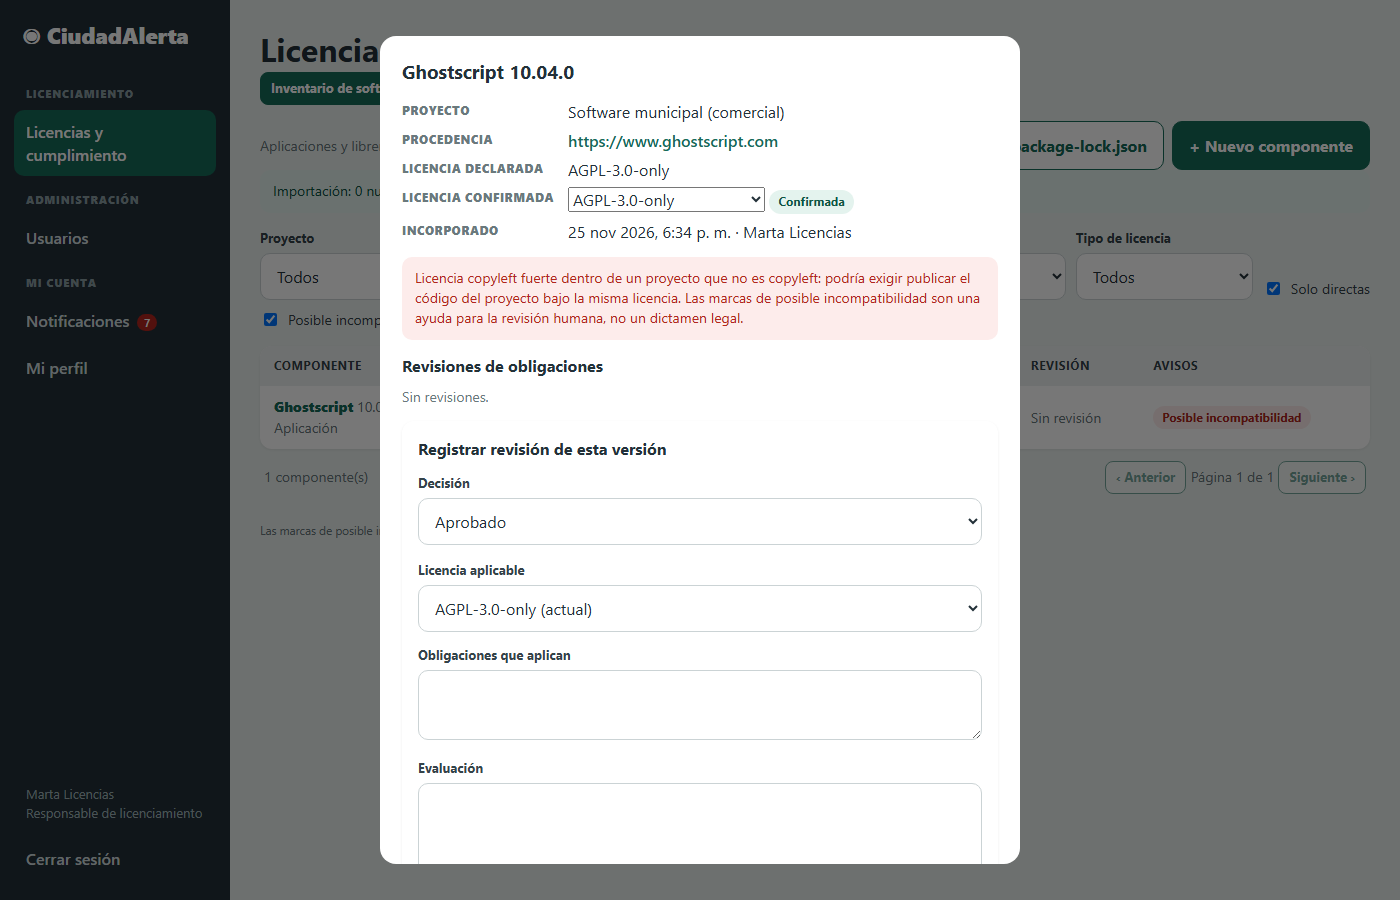 CiudadAlerta
LICENCIAMIENTO
Licencias y
cumplimiento
ADMINISTRACIÓN
Usuarios
MI CUENTA
Notificaciones 7
Mi perfil
Marta Licencias
Responsable de licenciamiento
Cerrar sesión
Licencia
Inventario de soft
Aplicaciones y libre
ackage-lock.json
+ Nuevo componente
Importación: 0 nu
Proyecto
Todos
Tipo de licencia
Todos
Solo directas
Posible incomp
COMPONENTE
REVISIÓN
AVISOS
Ghostscript 10.0
Aplicación
Sin revisión
Posible incompatibilidad
1 componente(s)
‹ Anterior
Página 1 de 1
Siguiente ›
Las marcas de posible i
Ghostscript 10.04.0
PROYECTO Software municipal (comercial)
PROCEDENCIA https://www.ghostscript.com
LICENCIA DECLARADA AGPL-3.0-only
LICENCIA CONFIRMADA AGPL-3.0-only Confirmada
INCORPORADO 25 nov 2026, 6:34 p. m. · Marta Licencias
Licencia copyleft fuerte dentro de un proyecto que no es copyleft: podría exigir publicar el
código del proyecto bajo la misma licencia. Las marcas de posible incompatibilidad son una
ayuda para la revisión humana, no un dictamen legal.
Revisiones de obligaciones
Sin revisiones.
Registrar revisión de esta versión
Decisión
Aprobado
Licencia aplicable
AGPL-3.0-only (actual)
Obligaciones que aplican
Evaluación